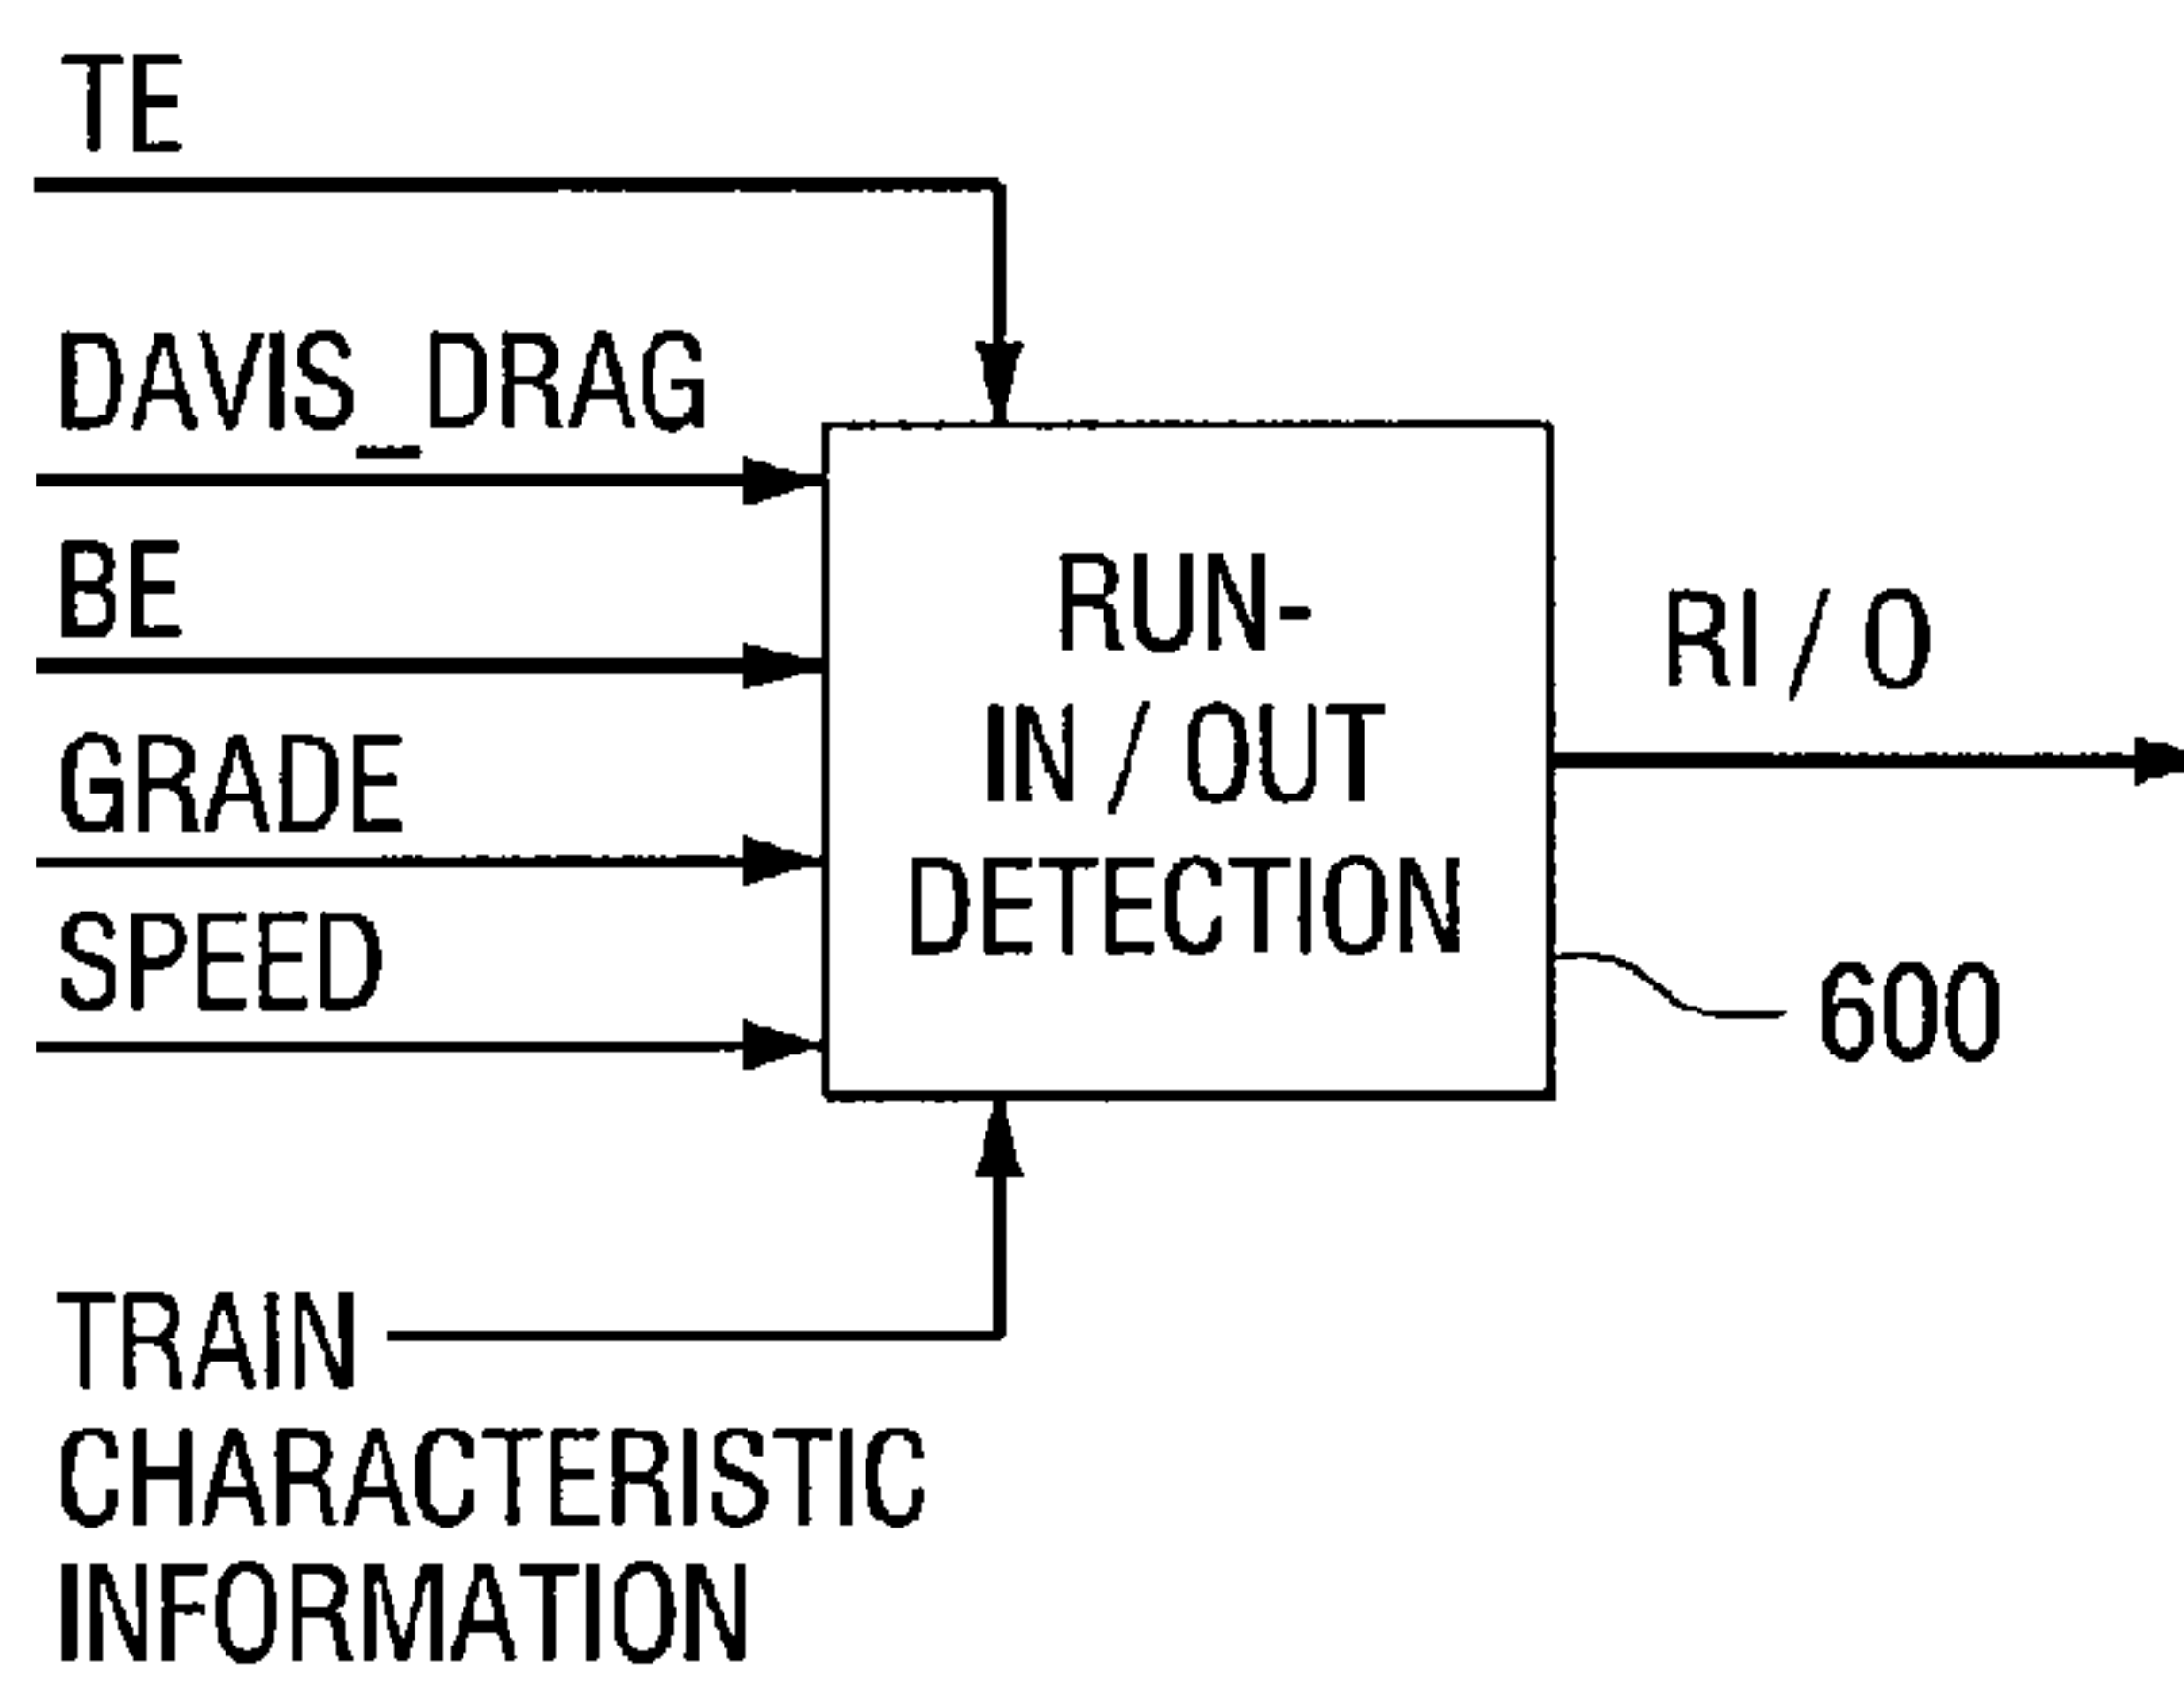 TE
DAVIS_DRAG
BE
GRADE
SPEED
RUN-
IN / OUT
DETECTION
RI / O
600
TRAIN
CHARACTERISTIC
INFORMATION